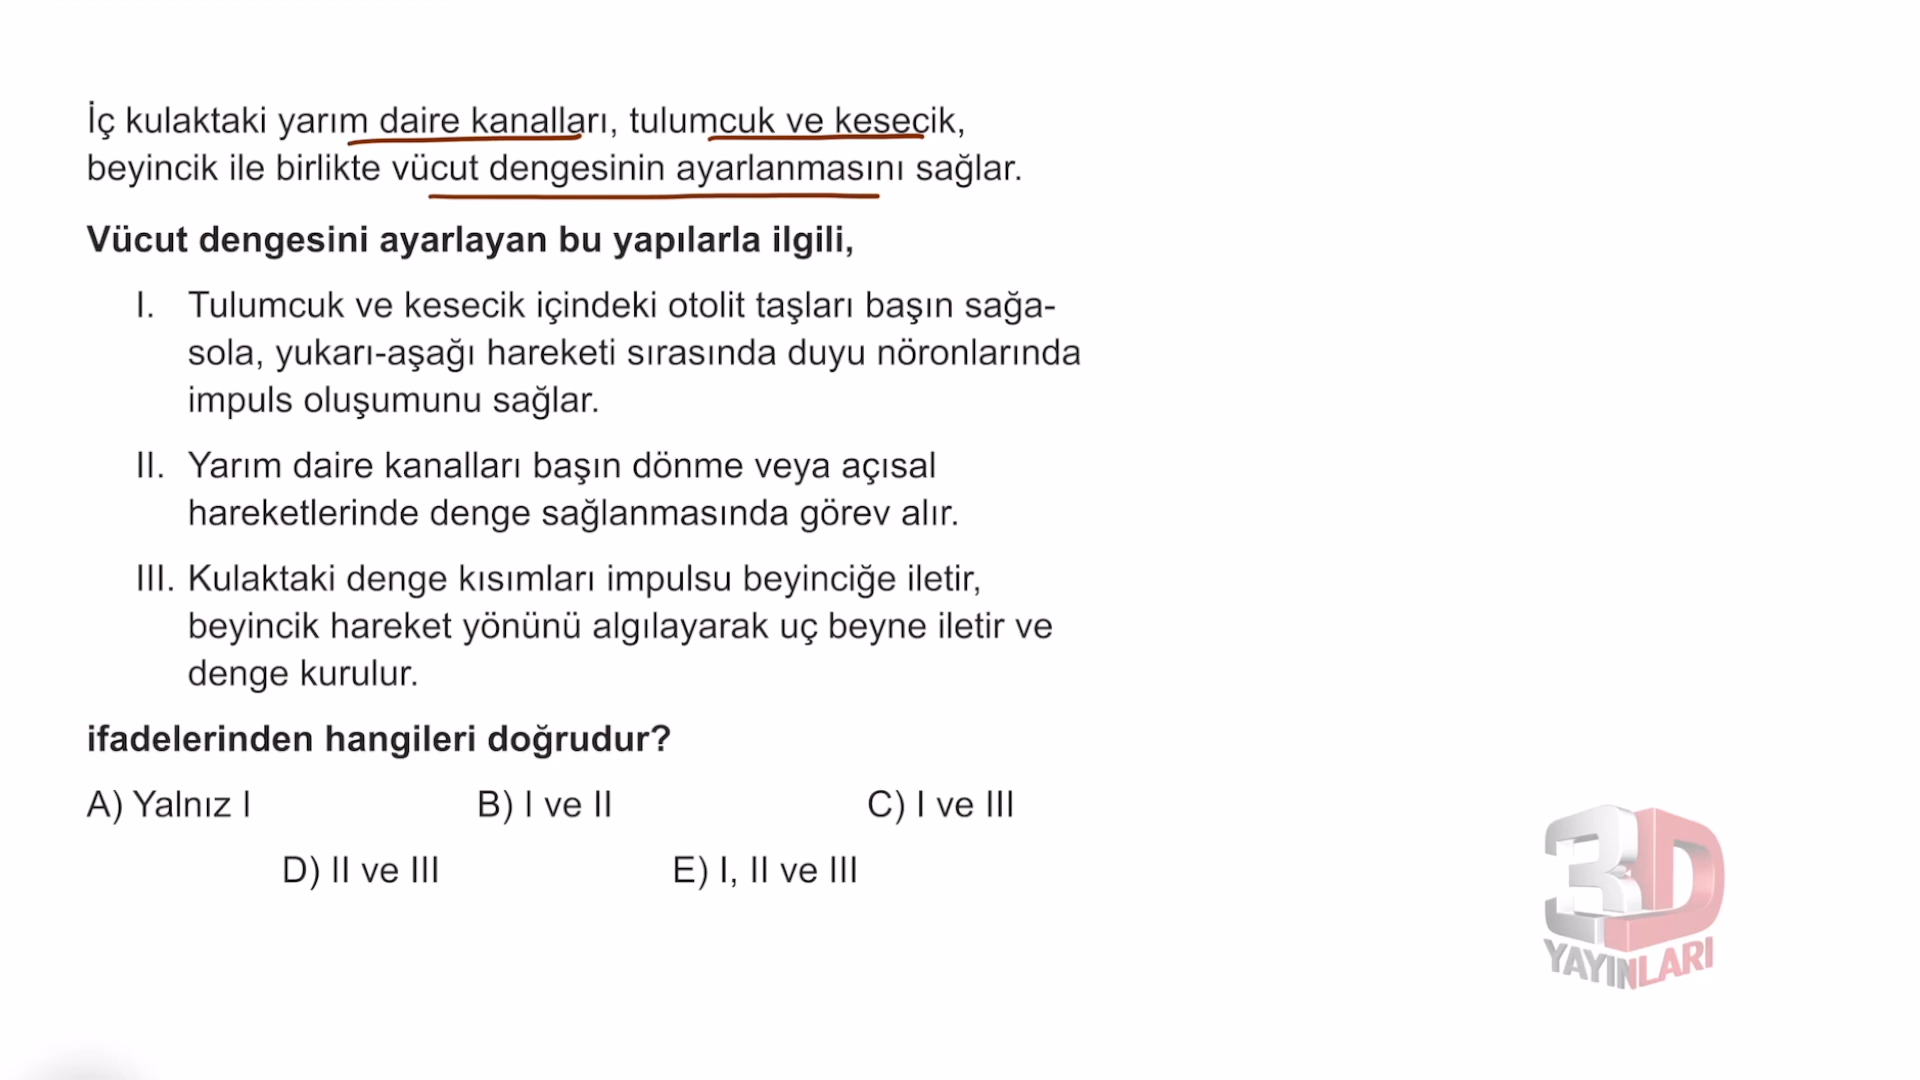 İç kulaktaki yarım daire kanalları, tulumcuk ve kesecik,
beyincik ile birlikte vücut dengesinin ayarlanmasını sağlar.
Vücut dengesini ayarlayan bu yapılarla ilgili,
I. Tulumcuk ve kesecik içindeki otolit taşları başın sağa-
sola, yukarı-aşağı hareketi sırasında duyu nöronlarında
impuls oluşumunu sağlar.
II. Yarım daire kanalları başın dönme veya açısal
hareketlerinde denge sağlanmasında görev alır.
III. Kulaktaki denge kısımları impulsu beyinciğe iletir,
beyincik hareket yönünü algılayarak uç beyne iletir ve
denge kurulur.
ifadelerinden hangileri doğrudur?
A) Yalnız I B) I ve II C) I ve III
D) II ve III E) I, II ve III
3D
YAYINLARI